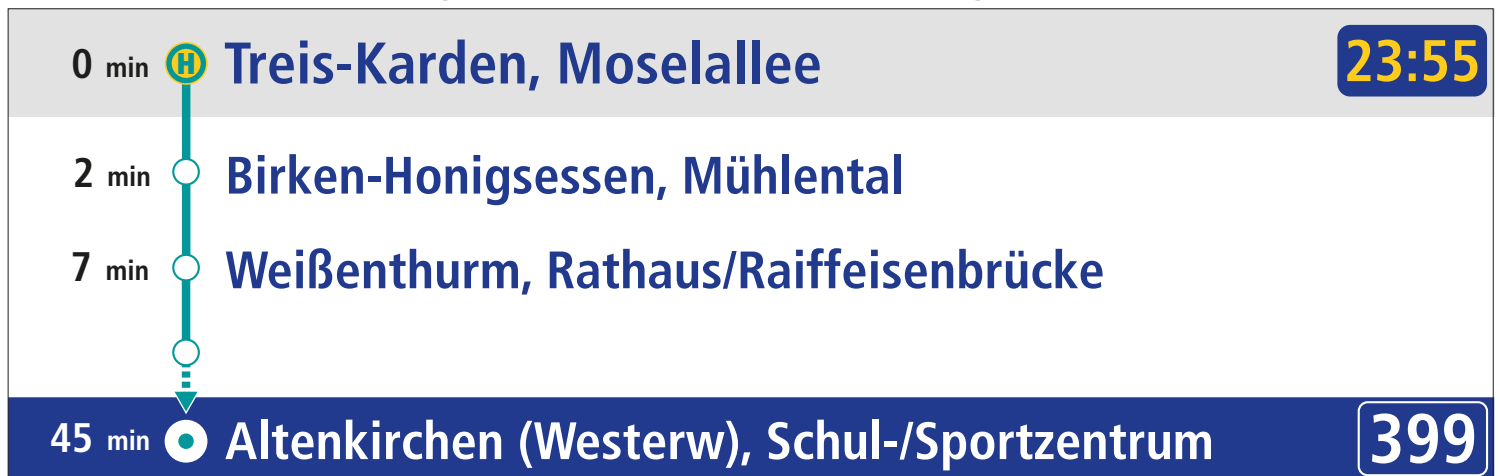 0 min H Treis-Karden, Moselallee 23:55
2 min Birken-Honigsessen, Mühlental
7 min Weißenthurm, Rathaus/Raiffeisenbrücke
45 min Altenkirchen (Westerw), Schul-/Sportzentrum 399